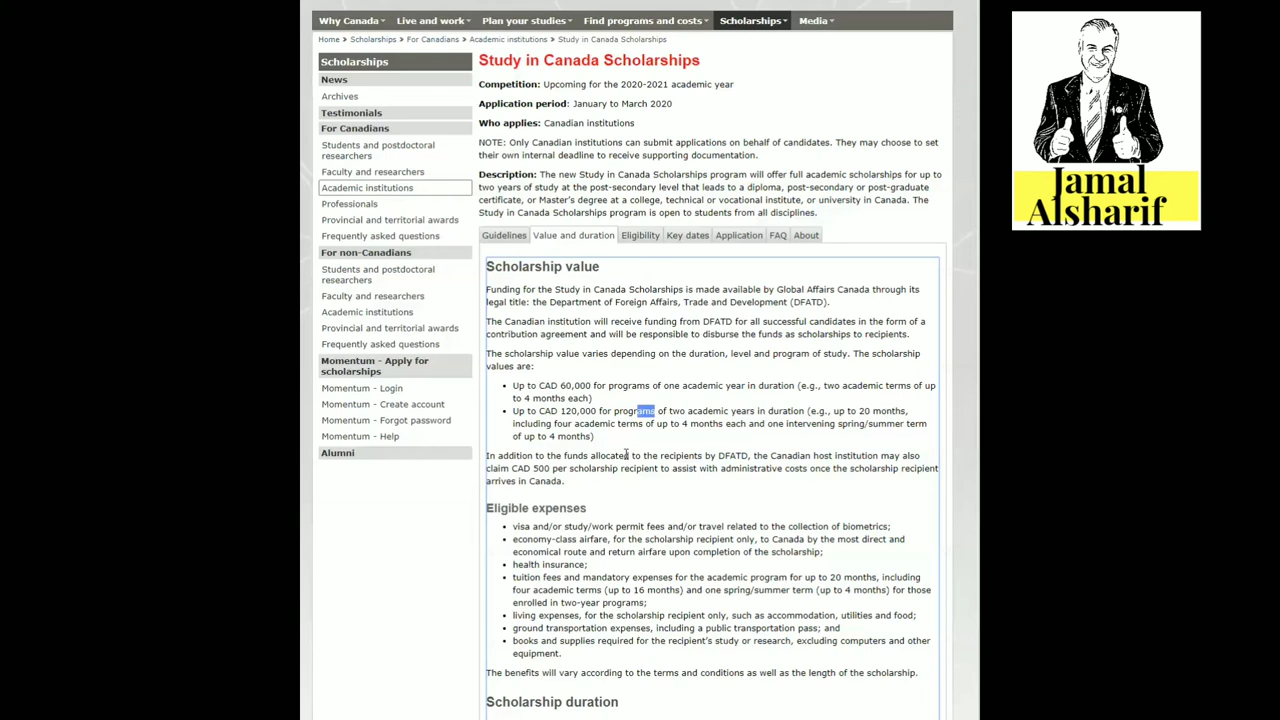 Why Canada Live and work Plan your studies Find programs and costs Scholarships Media
Home > Scholarships > For Canadians > Academic institutions > Study in Canada Scholarships
Scholarships
News
Archives
Testimonials
For Canadians
Students and postdoctoral
researchers
Faculty and researchers
Academic institutions
Professionals
Provincial and territorial awards
Frequently asked questions
For non-Canadians
Students and postdoctoral
researchers
Faculty and researchers
Academic institutions
Provincial and territorial awards
Frequently asked questions
Momentum - Apply for
scholarships
Momentum - Login
Momentum - Create account
Momentum - Forgot password
Momentum - Help
Alumni
Study in Canada Scholarships
Competition: Upcoming for the 2020-2021 academic year
Application period: January to March 2020
Who applies: Canadian institutions
NOTE: Only Canadian institutions can submit applications on behalf of candidates. They may choose to set
their own internal deadline to receive supporting documentation.
Description: The new Study in Canada Scholarships program will offer full academic scholarships for up to
two years of study at the post-secondary level that leads to a diploma, post-secondary or post-graduate
certificate, or Master's degree at a college, technical or vocational institute, or university in Canada. The
Study in Canada Scholarships program is open to students from all disciplines.
Guidelines Value and duration Eligibility Key dates Application FAQ About
Scholarship value
Funding for the Study in Canada Scholarships is made available by Global Affairs Canada through its
legal title: the Department of Foreign Affairs, Trade and Development (DFATD).
The Canadian institution will receive funding from DFATD for all successful candidates in the form of a
contribution agreement and will be responsible to disburse the funds as scholarships to recipients.
The scholarship value varies depending on the duration, level and program of study. The scholarship
values are:
• Up to CAD 60,000 for programs of one academic year in duration (e.g., two academic terms of up
to 4 months each)
• Up to CAD 120,000 for programs of two academic years in duration (e.g., up to 20 months,
including four academic terms of up to 4 months each and one intervening spring/summer term
of up to 4 months)
In addition to the funds allocated to the recipients by DFATD, the Canadian host institution may also
claim CAD 500 per scholarship recipient to assist with administrative costs once the scholarship recipient
arrives in Canada.
Eligible expenses
• visa and/or study/work permit fees and/or travel related to the collection of biometrics;
• economy-class airfare, for the scholarship recipient only, to Canada by the most direct and
economical route and return airfare upon completion of the scholarship;
• health insurance;
• tuition fees and mandatory expenses for the academic program for up to 20 months, including
four academic terms (up to 16 months) and one spring/summer term (up to 4 months) for those
enrolled in two-year programs;
• living expenses, for the scholarship recipient only, such as accommodation, utilities and food;
• ground transportation expenses, including a public transportation pass; and
• books and supplies required for the recipient's study or research, excluding computers and other
equipment.
The benefits will vary according to the terms and conditions as well as the length of the scholarship.
Scholarship duration
Jamal
Alsharif